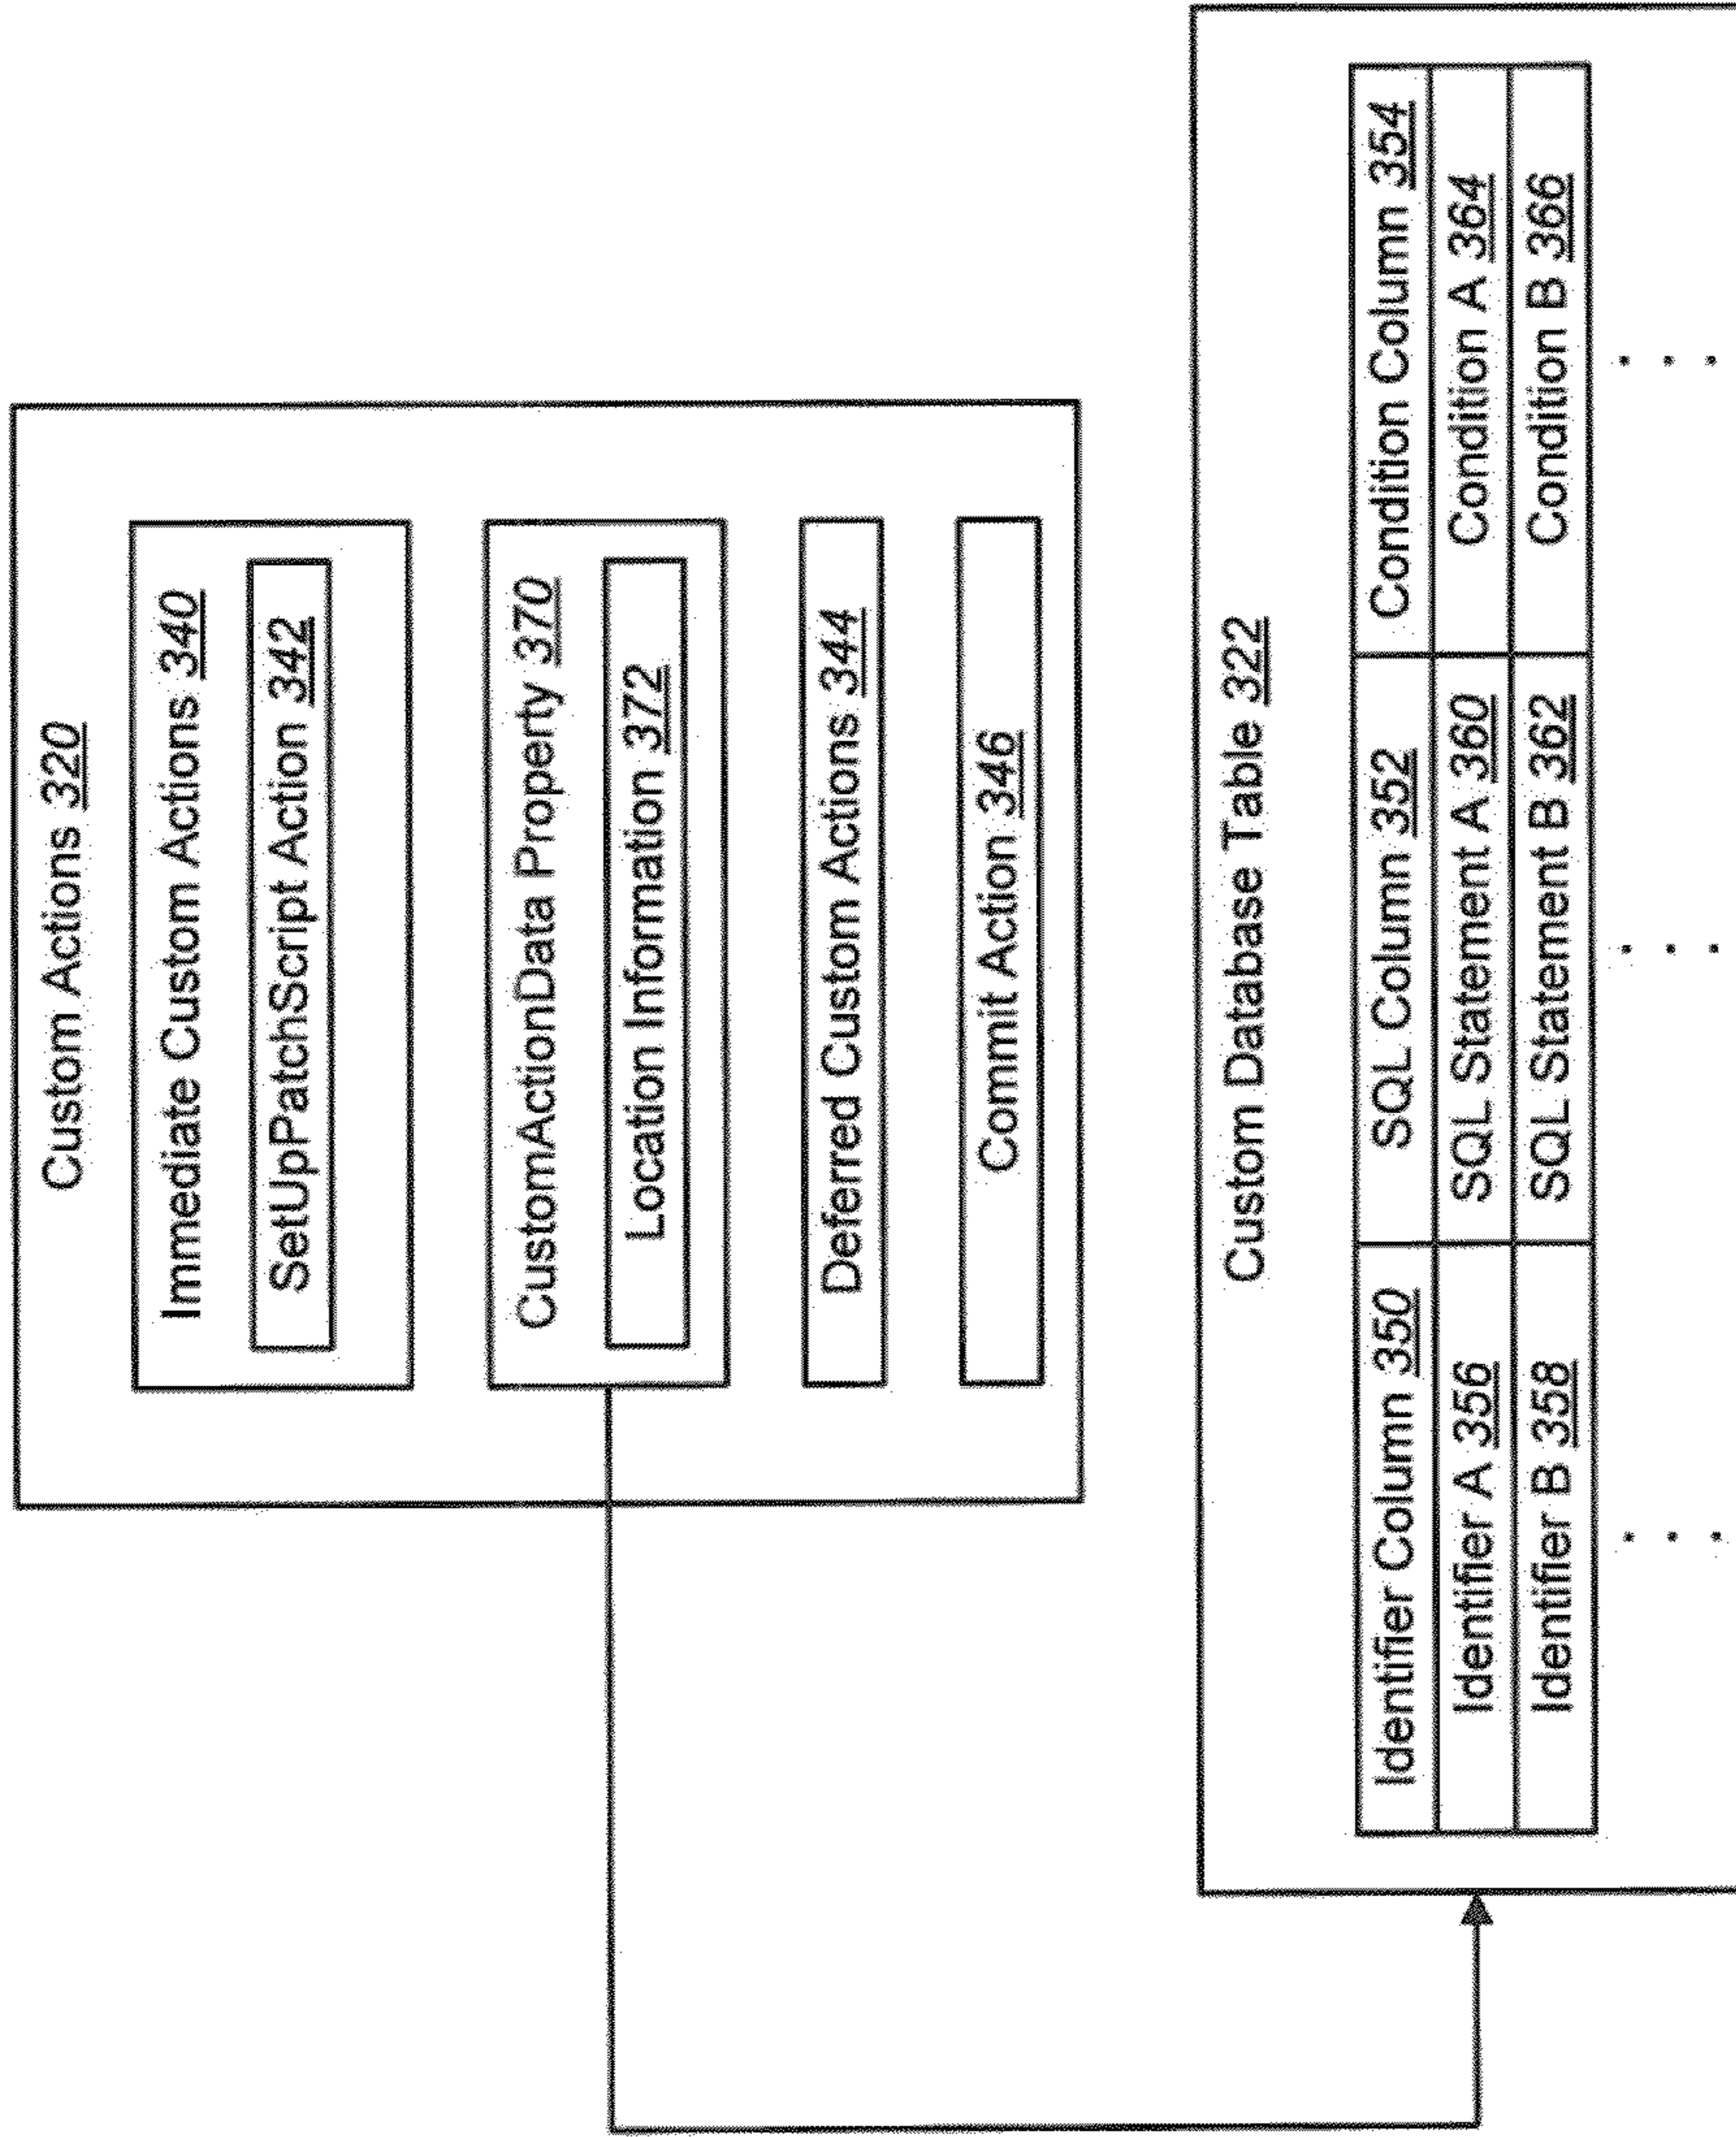 Custom Actions 320
Immediate Custom Actions 340
SetUpPatchScript Action 342
CustomActionData Property 370
Location Information 372
Deferred Custom Actions 344
Commit Action 346
Custom Database Table 322
Identifier Column 350 SQL Column 352 Condition Column 354
Identifier A 356 SQL Statement A 360 Condition A 364
Identifier B 358 SQL Statement B 362 Condition B 366
. . . . . . . . .